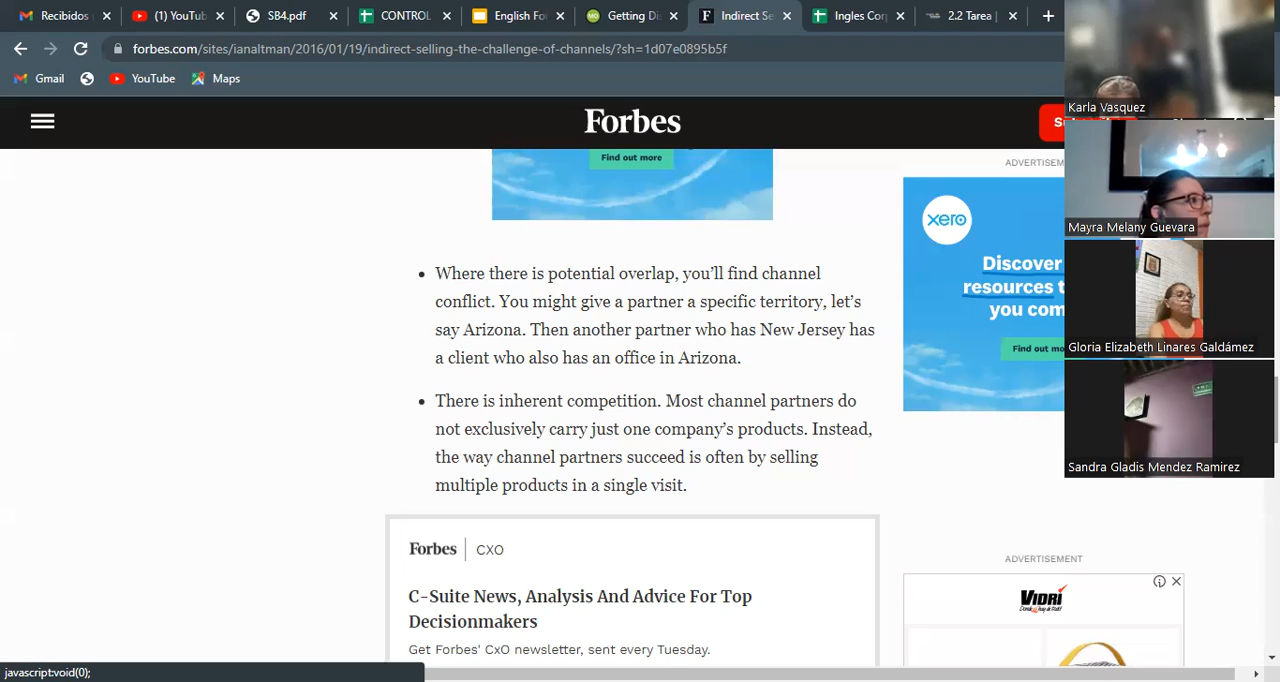 Recibidos
(1) YouTub
SB4.pdf
CONTROL
English Fo
Getting Di
Indirect Se
Ingles Cor
2.2 Tarea
forbes.com/sites/ianaltman/2016/01/19/indirect-selling-the-challenge-of-channels/?sh=1d07e0895b5f
Gmail
YouTube
Maps
Forbes
Find out more
ADVERTISEM
xero
Discover
resources t
you com
Find out mo
Where there is potential overlap, you’ll find channel
conflict. You might give a partner a specific territory, let’s
say Arizona. Then another partner who has New Jersey has
a client who also has an office in Arizona.
There is inherent competition. Most channel partners do
not exclusively carry just one company’s products. Instead,
the way channel partners succeed is often by selling
multiple products in a single visit.
Forbes | CXO
C-Suite News, Analysis And Advice For Top
Decisionmakers
Get Forbes' CxO newsletter, sent every Tuesday.
ADVERTISEMENT
VIDRÍ
Karla Vasquez
Mayra Melany Guevara
Gloria Elizabeth Linares Galdámez
Sandra Gladis Mendez Ramirez
javascript:void(0);